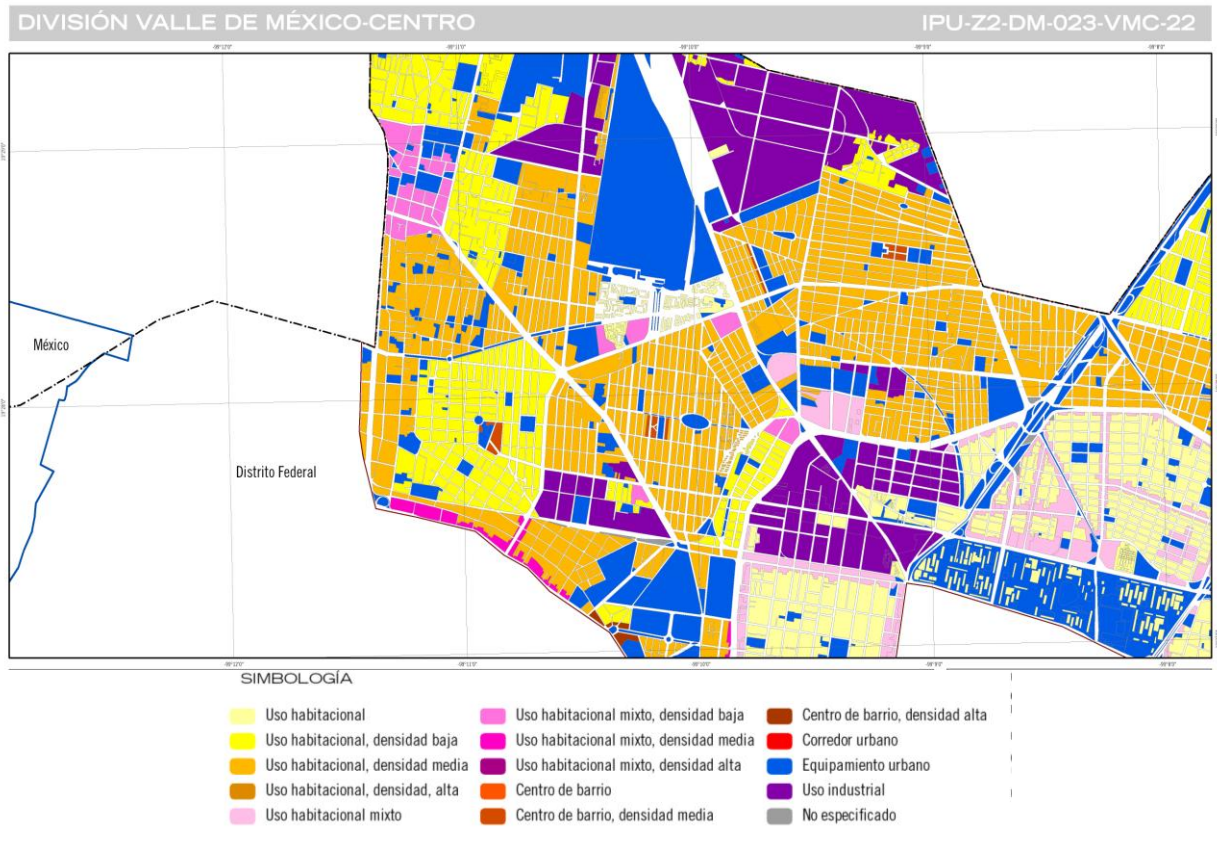 DIVISIÓN VALLE DE MÉXICO-CENTRO
IPU-Z2-DM-023-VMC-22
México
Distrito Federal
SIMBOLOGÍA
Uso habitacional
Uso habitacional, densidad baja
Uso habitacional, densidad media
Uso habitacional, densidad, alta
Uso habitacional mixto
Uso habitacional mixto, densidad baja
Uso habitacional mixto, densidad media
Uso habitacional mixto, densidad alta
Centro de barrio
Centro de barrio, densidad media
Centro de barrio, densidad alta
Corredor urbano
Equipamiento urbano
Uso industrial
No especificado